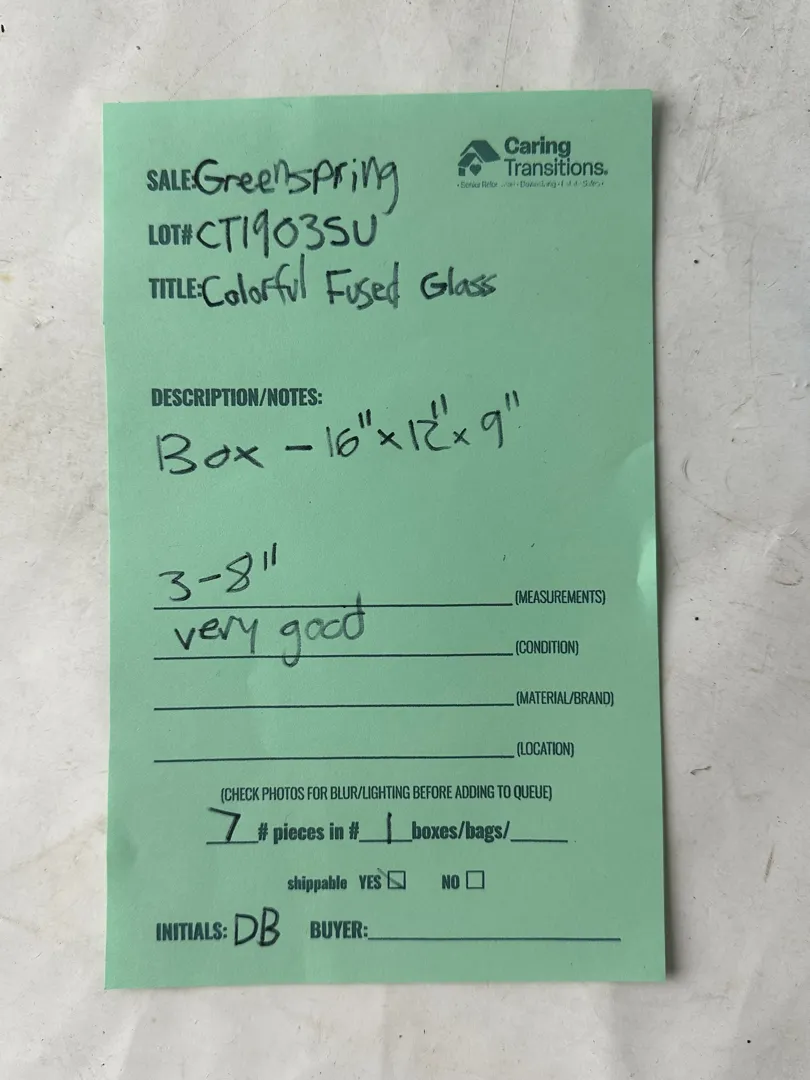 Caring
Transitions.
SALE: Greenspring
LOT# CT1903SU
TITLE: Colorful Fused Glass
DESCRIPTION/NOTES:
Box - 16" x 12" x 9"
3-8" (MEASUREMENTS)
very good (CONDITION)
(MATERIAL/BRAND)
(LOCATION)
(CHECK PHOTOS FOR BLUR/LIGHTING BEFORE ADDING TO QUEUE)
7 # pieces in # 1 boxes/bags/
shippable YES NO
INITIALS: DB BUYER: